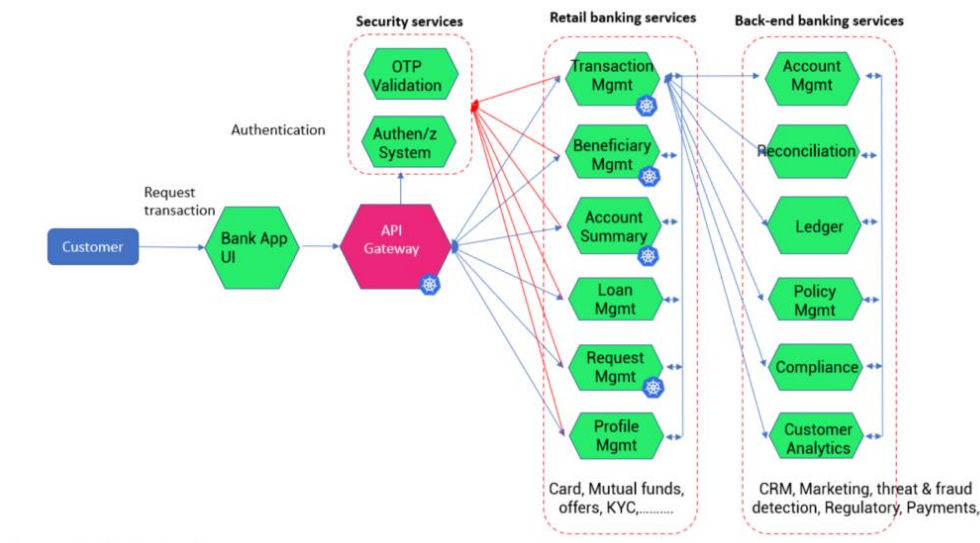 Security services
Retail banking services
Back-end banking services
OTP
Validation
Authen/z
System
Authentication
Request
transaction
Customer
Bank App
UI
API
Gateway
Transaction
Mgmt
Beneficiary
Mgmt
Account
Summary
Loan
Mgmt
Request
Mgmt
Profile
Mgmt
Card, Mutual funds,
offers, KYC,..........
Account
Mgmt
Reconciliation
Ledger
Policy
Mgmt
Compliance
Customer
Analytics
CRM, Marketing, threat & fraud
detection, Regulatory, Payments,